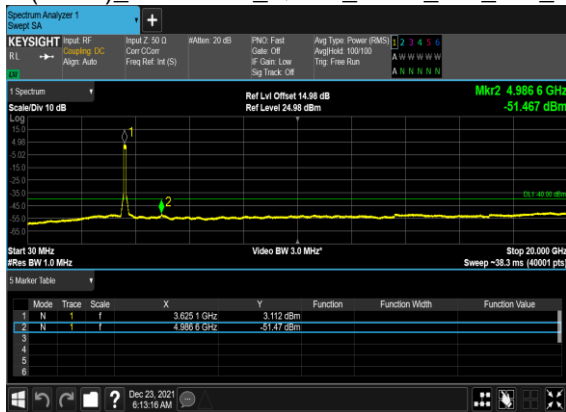 Spectrum Analyzer 1
Swept SA
KEYSIGHT Input: RF Input Z: 50 Ω #Atten: 20 dB PNO: Fast Avg Type: Power (RMS) 1 2 3 4 5 6
RL Coupling: DC Corr CCorr Gate: Off Avg|Hold: 100/100 A W W W W W
Align: Auto Freq Ref: Int (S) IF Gain: Low Trig: Free Run
Sig Track: Off A N N N N N
1 Spectrum Ref Lvl Offset 14.98 dB Mkr2 4.986 6 GHz
Scale/Div 10 dB Ref Level 24.98 dBm -51.467 dBm
Log
15.0
4.98
-5.02
-15.0
-25.0
-35.0
-45.0
-55.0
-65.0
1
2
DL1 -40.00 dBm
Start 30 MHz Video BW 3.0 MHz* Stop 20.000 GHz
#Res BW 1.0 MHz Sweep ~38.3 ms (40001 pts)
5 Marker Table
Mode Trace Scale X Y Function Function Width Function Value
1 N 1 f 3.625 1 GHz 3.112 dBm
2 N 1 f 4.986 6 GHz -51.47 dBm
3
4
5
6
Dec 23, 2021
6:13:16 AM